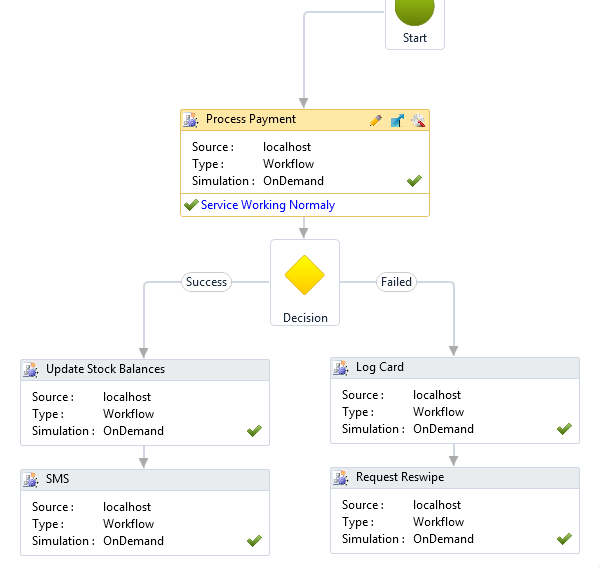 Start
Process Payment
Source : localhost
Type : Workflow
Simulation : OnDemand
Service Working Normaly
Decision
Success
Failed
Update Stock Balances
Source : localhost
Type : Workflow
Simulation : OnDemand
SMS
Source : localhost
Type : Workflow
Simulation : OnDemand
Log Card
Source : localhost
Type : Workflow
Simulation : OnDemand
Request Reswipe
Source : localhost
Type : Workflow
Simulation : OnDemand